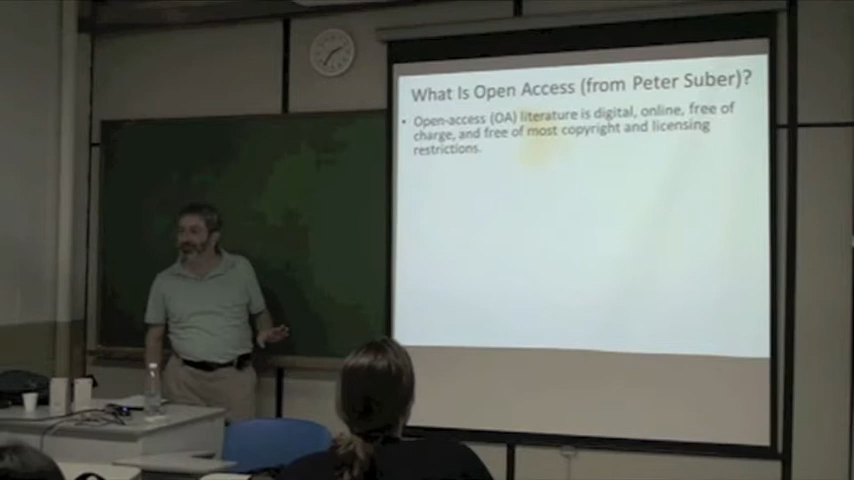 What Is Open Access (from Peter Suber)?
• Open-access (OA) literature is digital, online, free of
charge, and free of most copyright and licensing
restrictions.